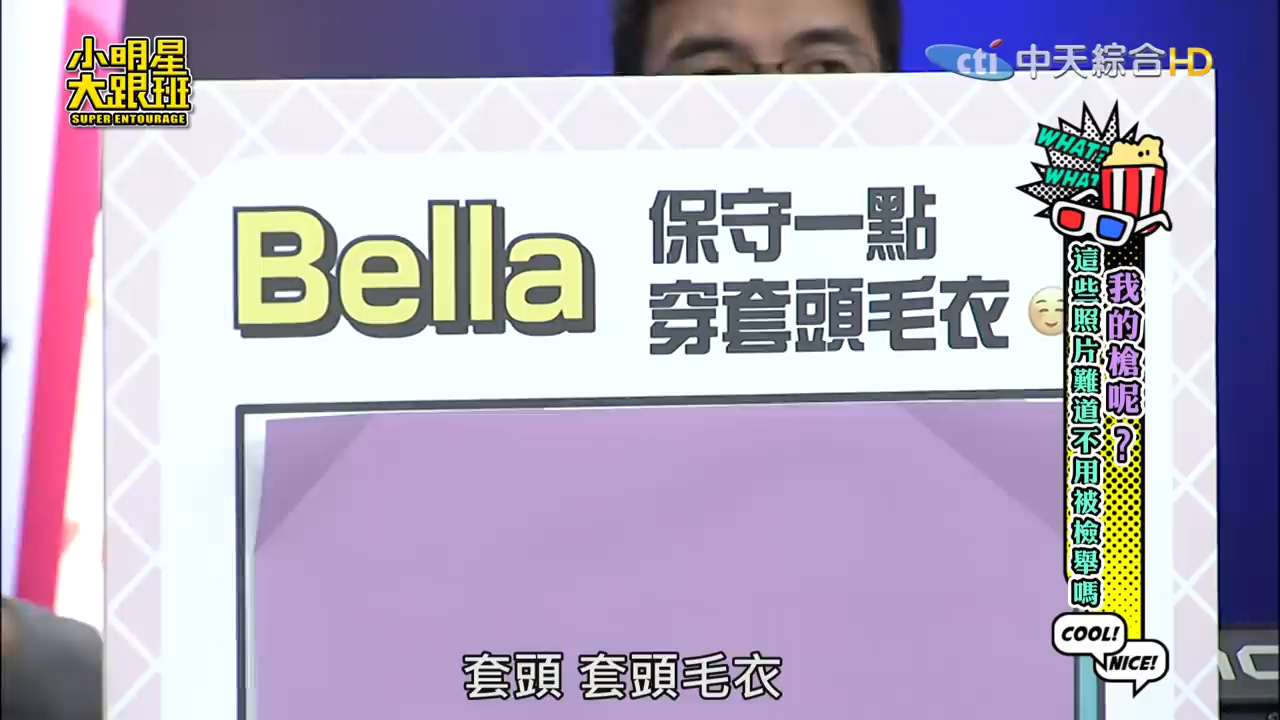 小明星
大跟班
SUPER ENTOURAGE
cti 中天綜合HD
WHAT?
WHAT
我的槍呢?
這些照片難道不用被檢舉嗎
Bella
保守一點
穿套頭毛衣
套頭 套頭毛衣
COOL!
NICE!